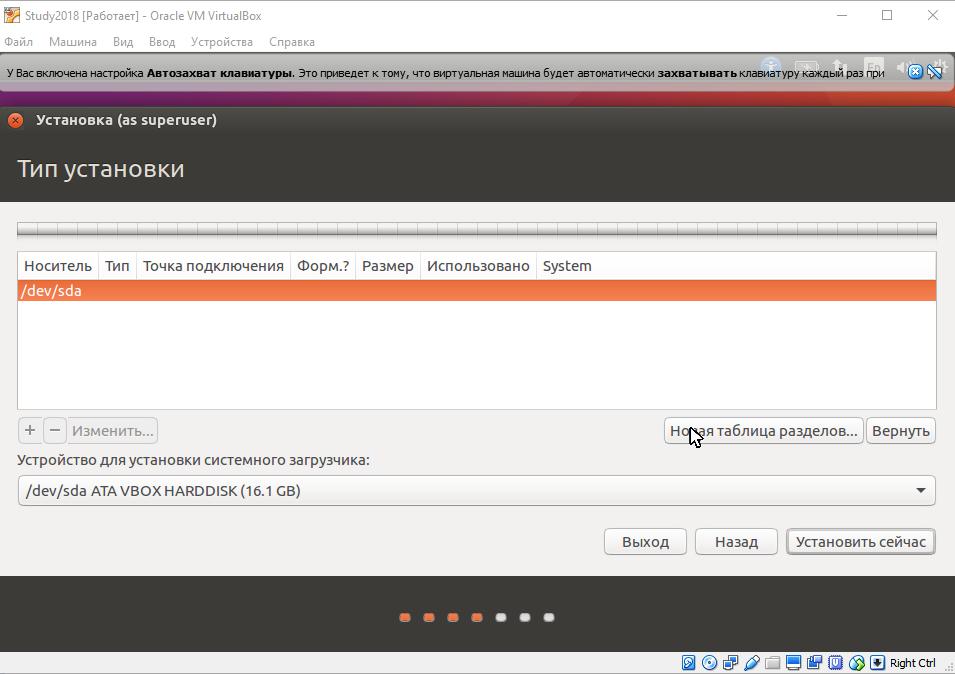 Study2018 [Работает] - Oracle VM VirtualBox
Файл Машина Вид Ввод Устройства Справка
У Вас включена настройка Автозахват клавиатуры. Это приведет к тому, что виртуальная машина будет автоматически захватывать клавиатуру каждый раз при
En
Установка (as superuser)
Тип установки
Носитель Тип Точка подключения Форм.? Размер Использовано System
/dev/sda
+ − Изменить... Новая таблица разделов... Вернуть
Устройство для установки системного загрузчика:
/dev/sda ATA VBOX HARDDISK (16.1 GB)
Выход Назад Установить сейчас
Right Ctrl